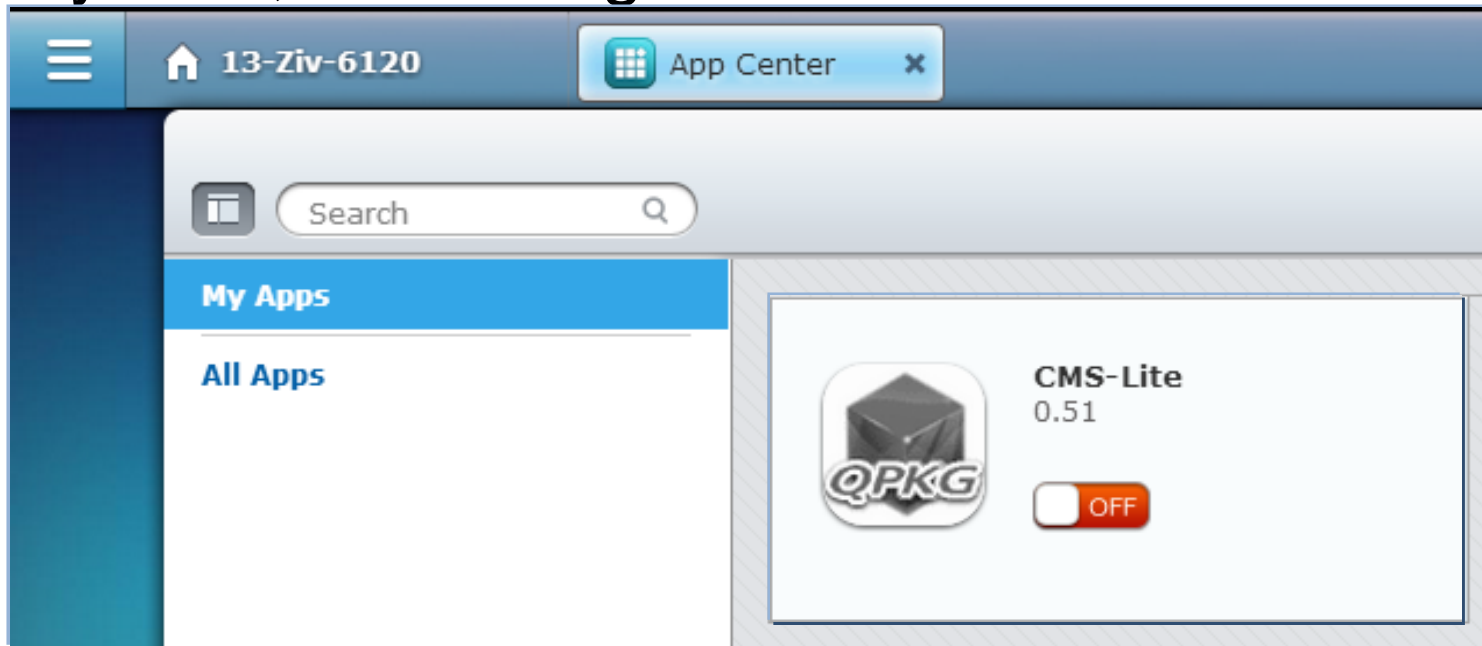 13-Ziv-6120
App Center
Search
My Apps
All Apps
CMS-Lite
0.51
QPKG
OFF